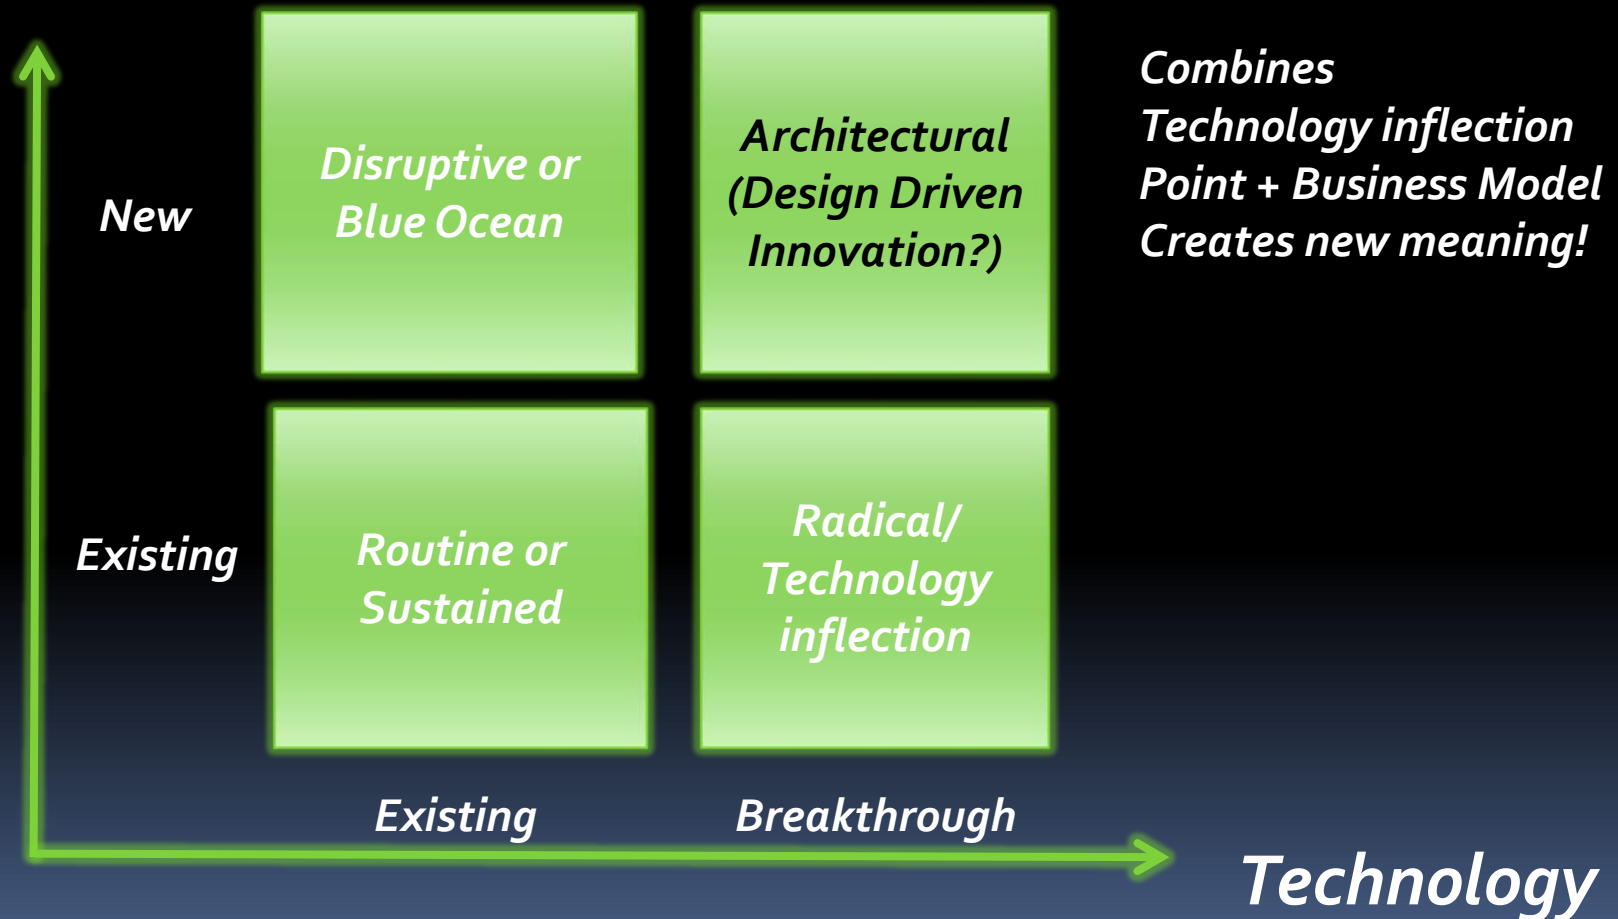 New
Disruptive or
Blue Ocean
Architectural
(Design Driven
Innovation?)
Combines
Technology inflection
Point + Business Model
Creates new meaning!
Existing
Routine or
Sustained
Radical/
Technology
inflection
Existing
Breakthrough
Technology